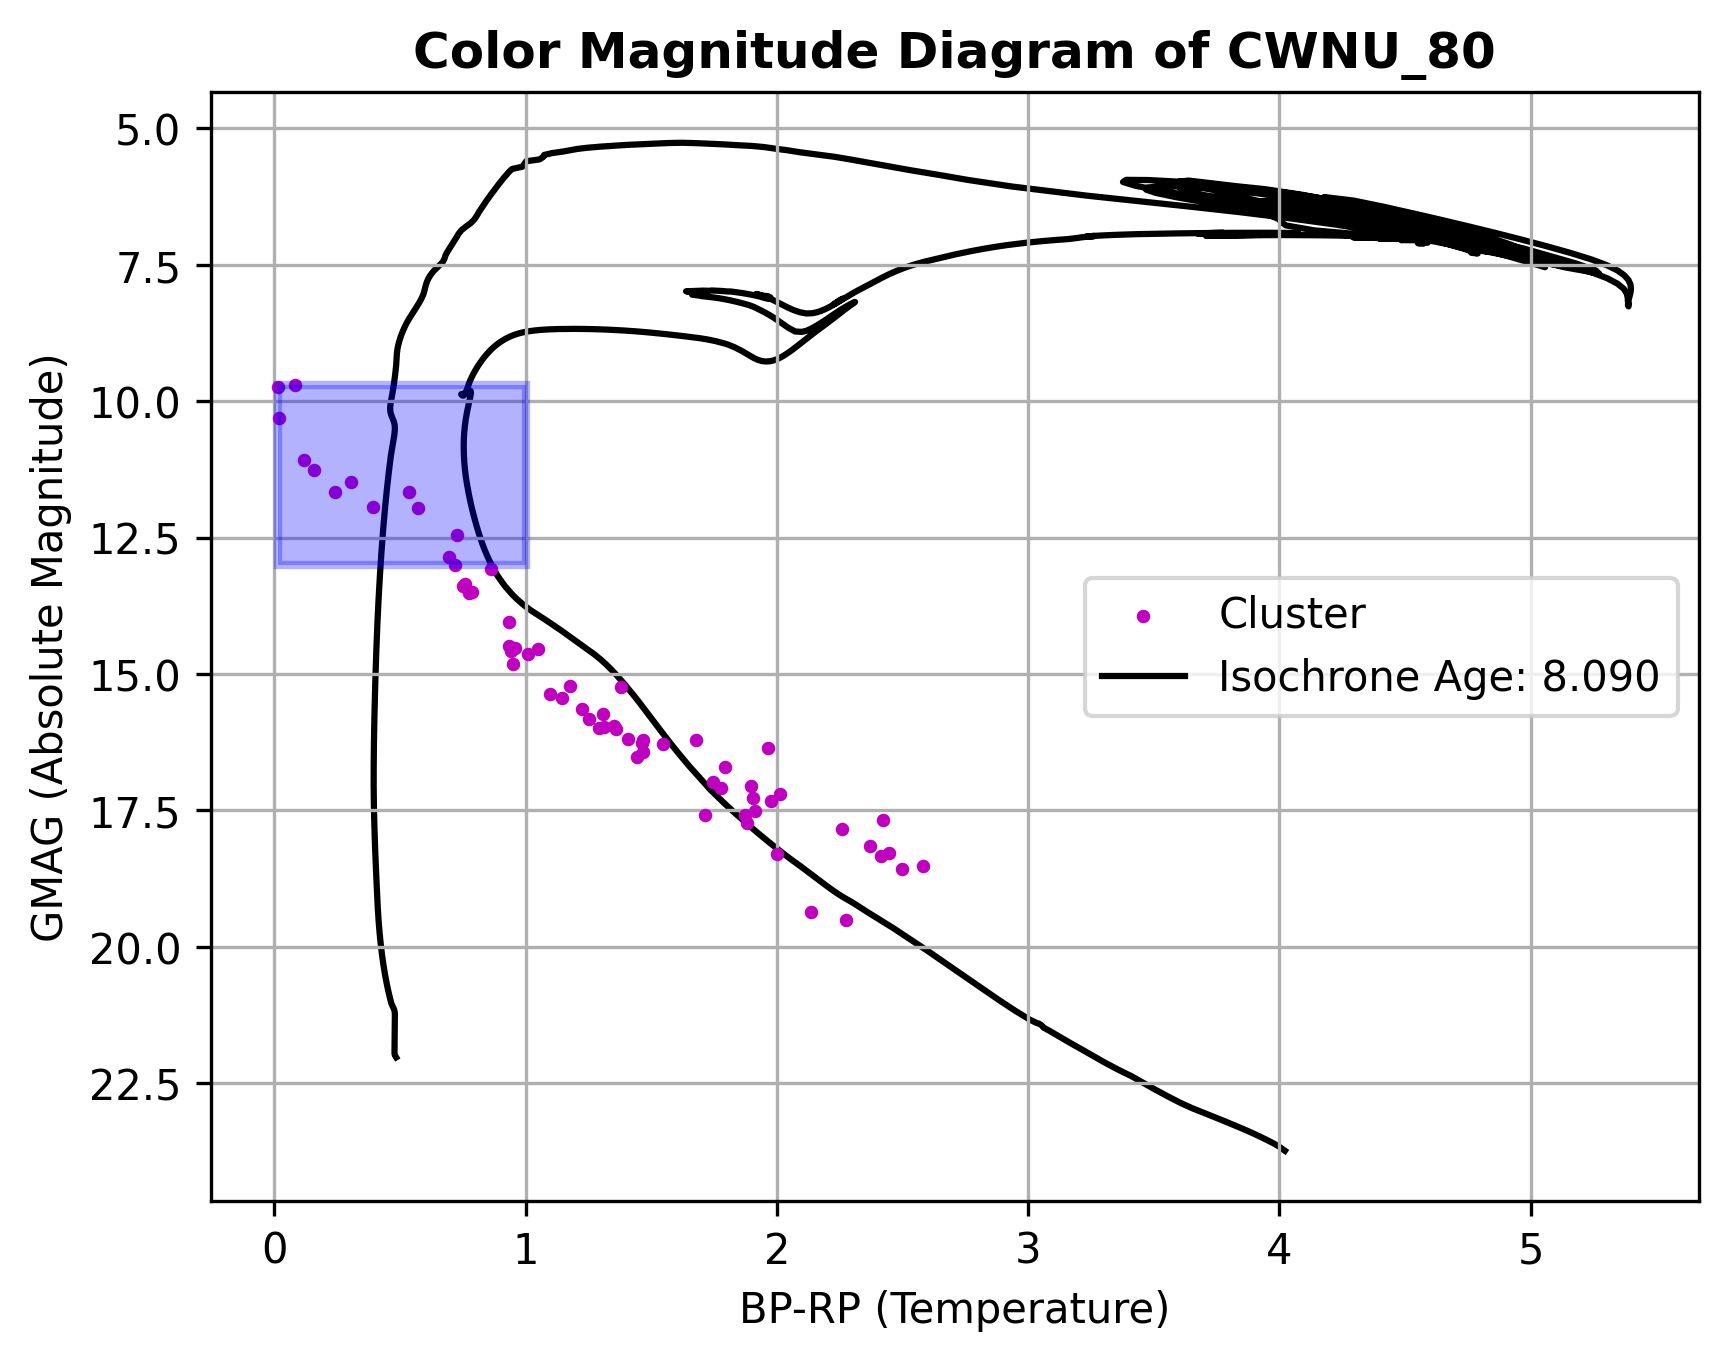 Color Magnitude Diagram of CWNU_80
GMAG (Absolute Magnitude)
5.0
7.5
10.0
12.5
15.0
17.5
20.0
22.5
Cluster
Isochrone Age: 8.090
0 1 2 3 4 5
BP-RP (Temperature)